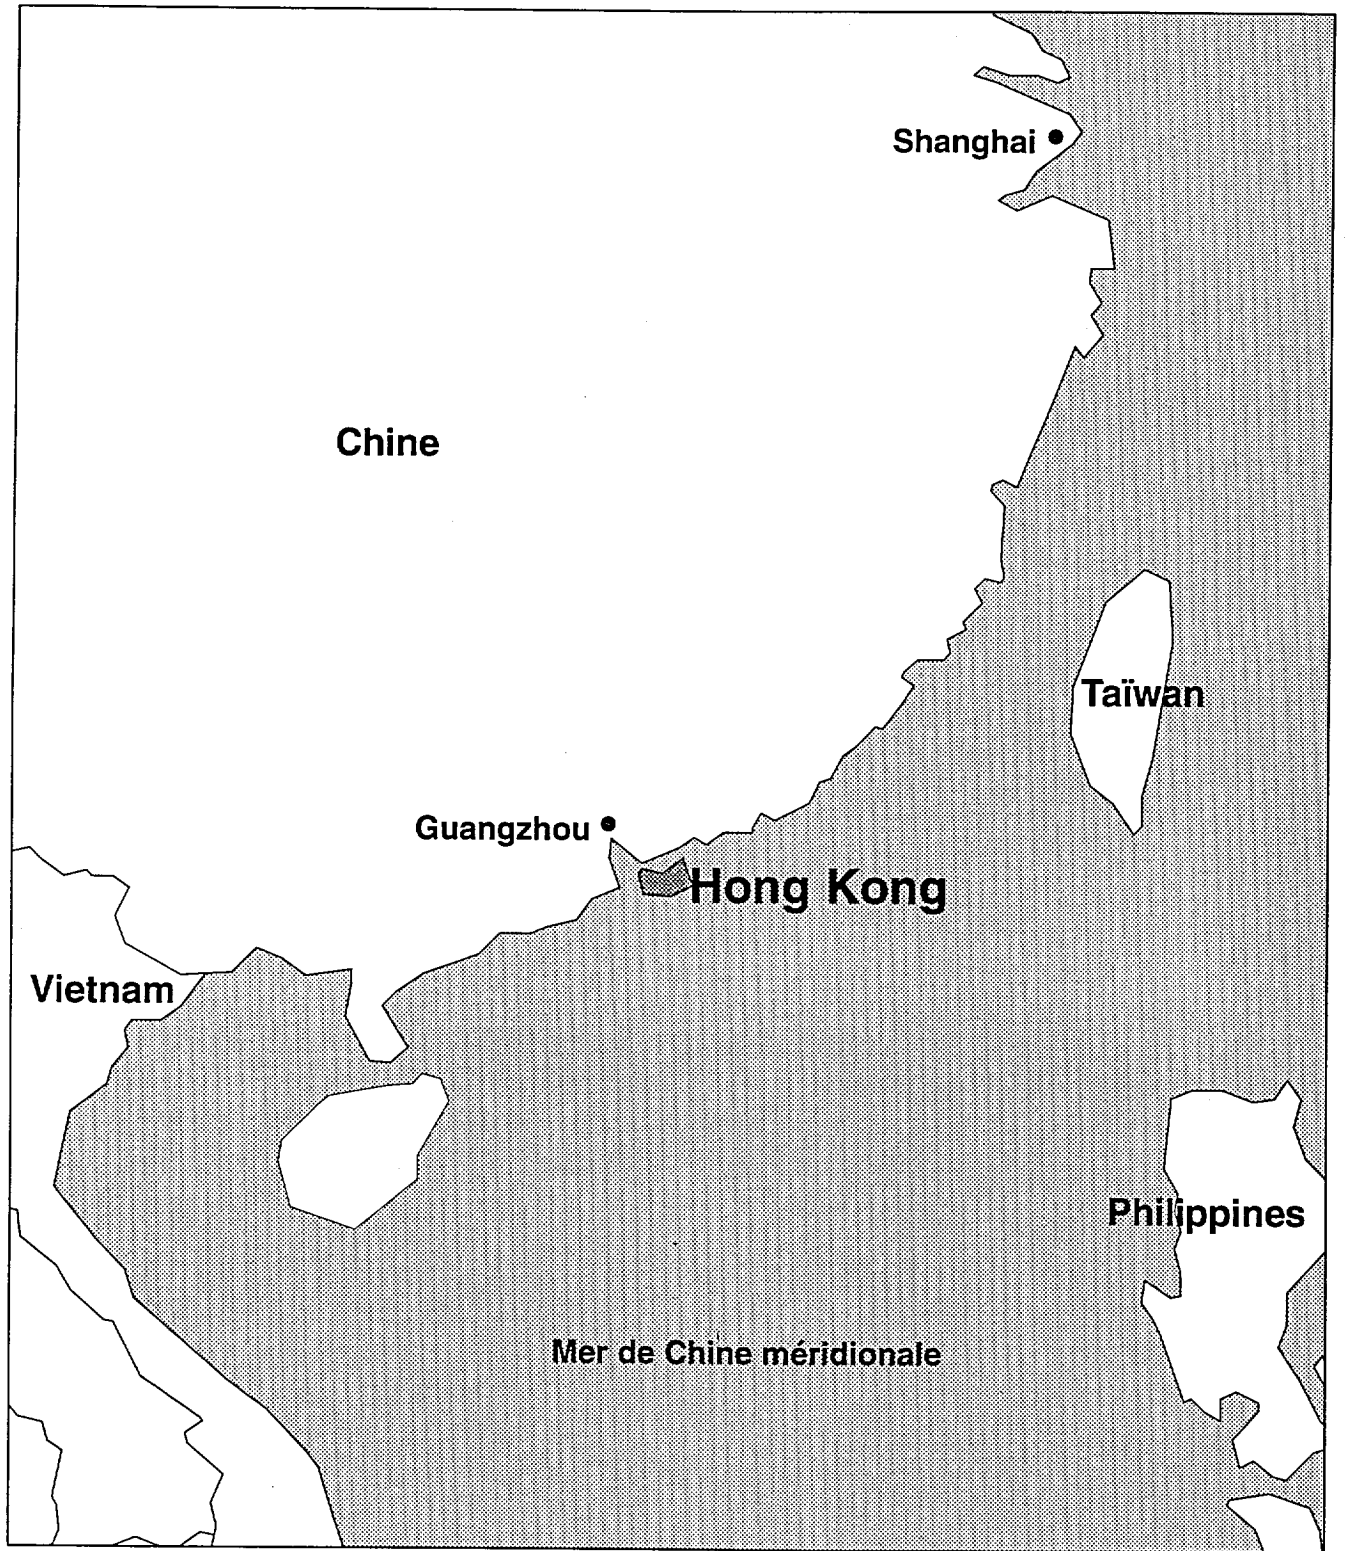 Shanghai
Chine
Taïwan
Guangzhou
Hong Kong
Vietnam
Philippines
Mer de Chine méridionale